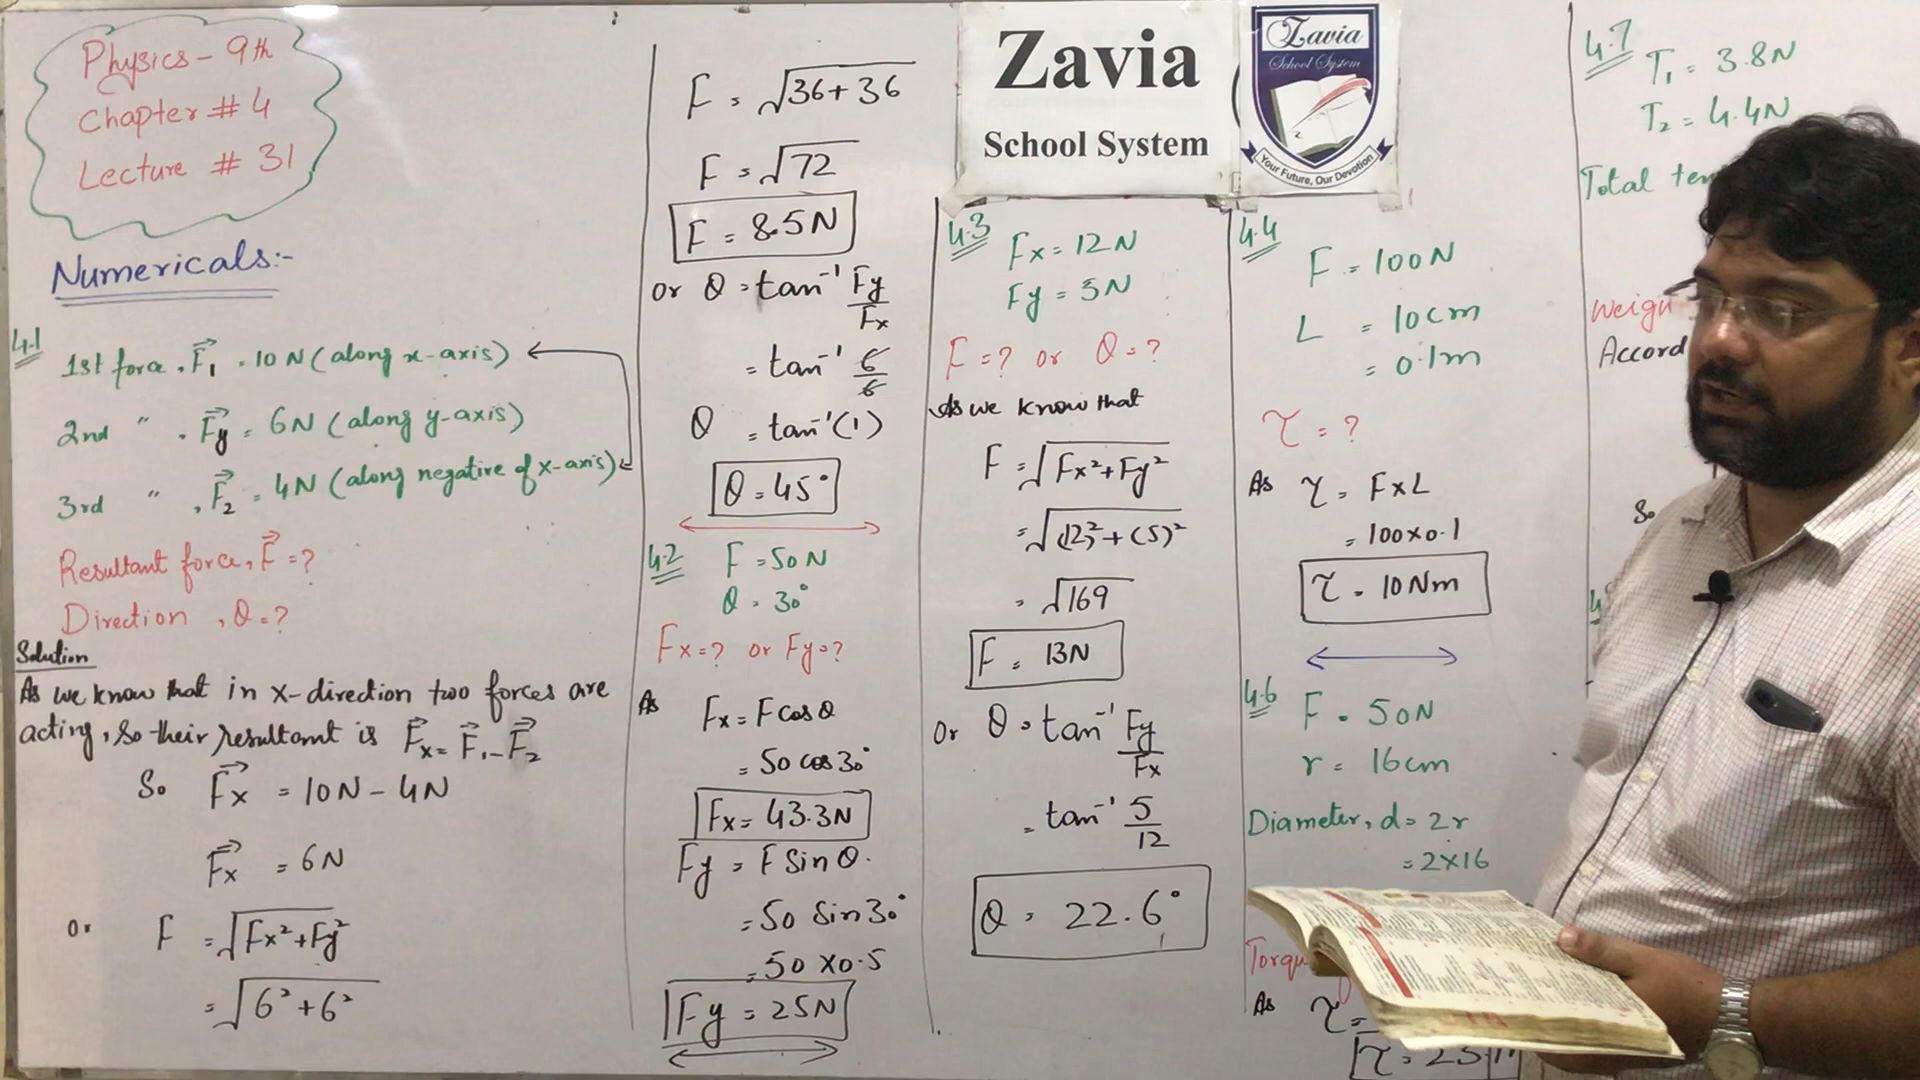 Physics - 9th
Chapter # 4
Lecture # 31
Numericals:-
4.1
1st force, F₁ = 10 N (along x-axis)
2nd " , Fy = 6N (along y-axis)
3rd " , F₂ = 4N (along negative of x-axis)
Resultant force, F = ?
Direction , θ = ?
Solution
As we know that in x-direction two forces are
acting, so their resultant is Fx = F₁ - F₂
So Fx = 10N - 4N
Fx = 6N
Or F = √Fx² + Fy²
= √6² + 6²
F = √36 + 36
F = √72
F = 8.5N
Or θ = tan⁻¹ Fy/Fx
= tan⁻¹ 6/6
θ = tan⁻¹(1)
θ = 45°
4.2
F = 50N
θ = 30°
Fx = ? or Fy = ?
As Fx = F cos θ
= 50 cos 30°
Fx = 43.3N
Fy = F Sin θ.
= 50 Sin 30°
= 50 x 0.5
Fy = 25N
Zavia
School System
Zavia
School System
Your Future, Our Devotion
4.3
Fx = 12N
Fy = 5N
F = ? or θ = ?
As we know that
F = √Fx² + Fy²
= √(12)² + (5)²
= √169
F = 13N
Or θ = tan⁻¹ Fy/Fx
= tan⁻¹ 5/12
θ = 22.6°
4.4
F = 100N
L = 10cm
= 0.1m
τ = ?
As τ = F x L
= 100 x 0.1
τ = 10Nm
4.6
F = 50N
r = 16cm
Diameter, d = 2r
= 2x16
As τ =
4.7
T₁ = 3.8N
T₂ = 4.4N
Total
So